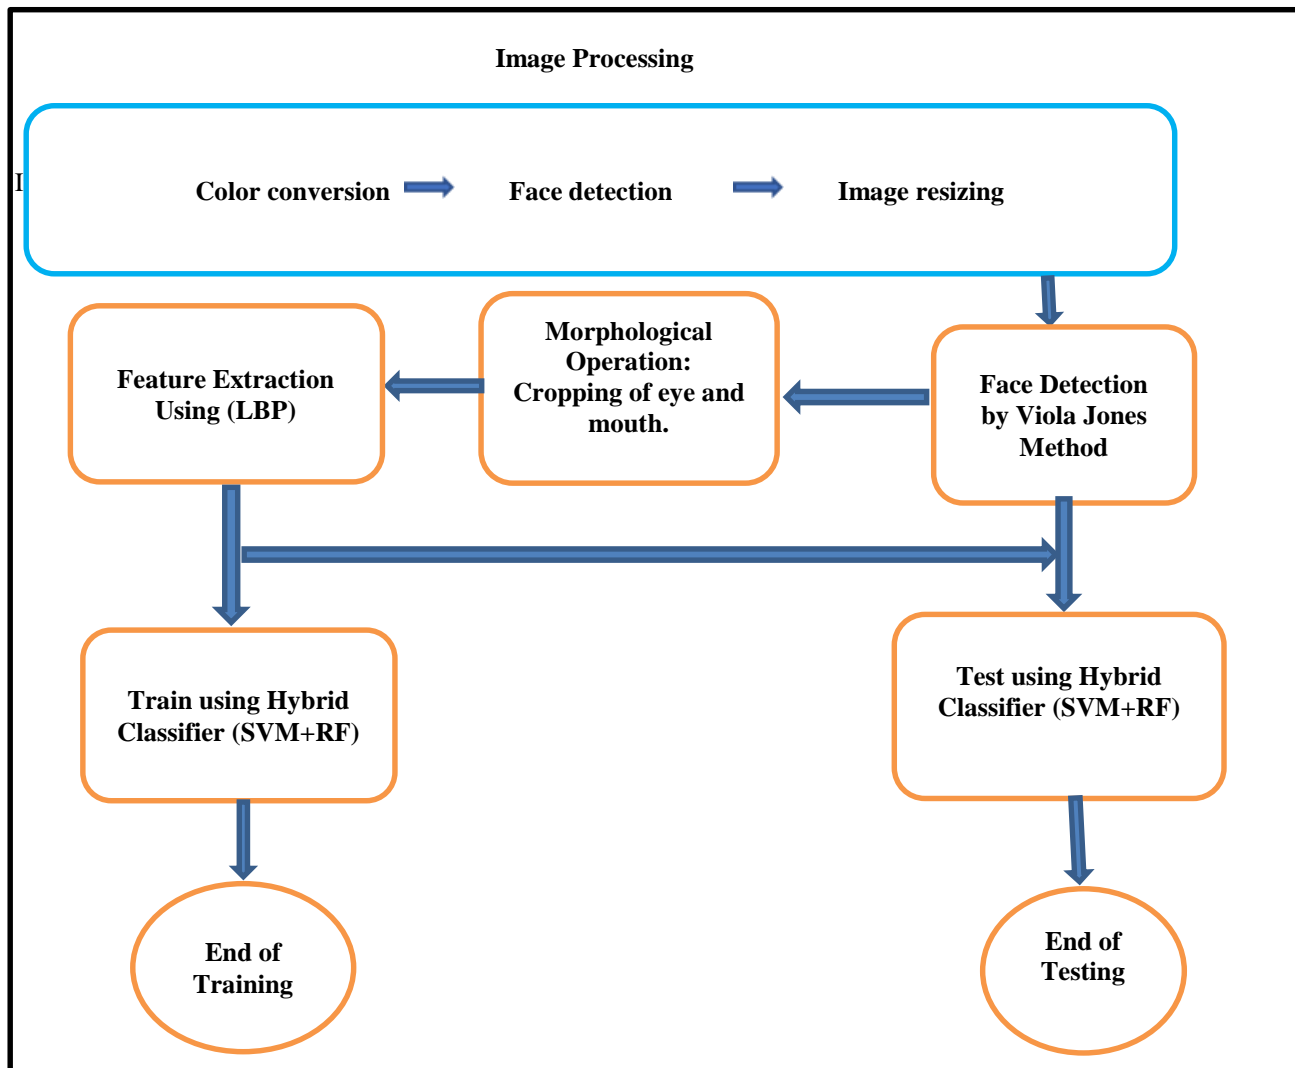 Image Processing
I
Color conversion Face detection Image resizing
Feature Extraction
Using (LBP)
Morphological
Operation:
Cropping of eye and
mouth.
Face Detection
by Viola Jones
Method
Train using Hybrid
Classifier (SVM+RF)
Test using Hybrid
Classifier (SVM+RF)
End of
Training
End of
Testing